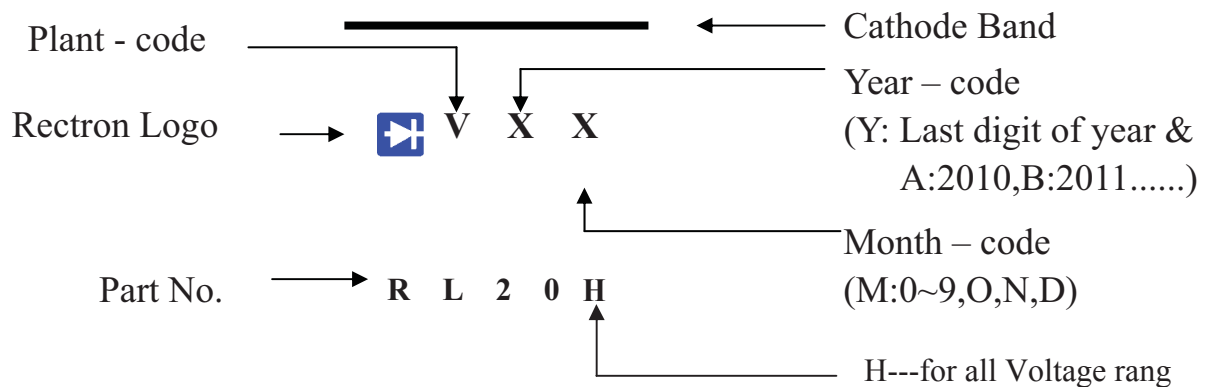 Plant - code
Cathode Band
Year – code
Rectron Logo
V X X
(Y: Last digit of year &
A:2010,B:2011......)
Month – code
(M:0~9,O,N,D)
Part No.
R L 2 0 H
H---for all Voltage rang